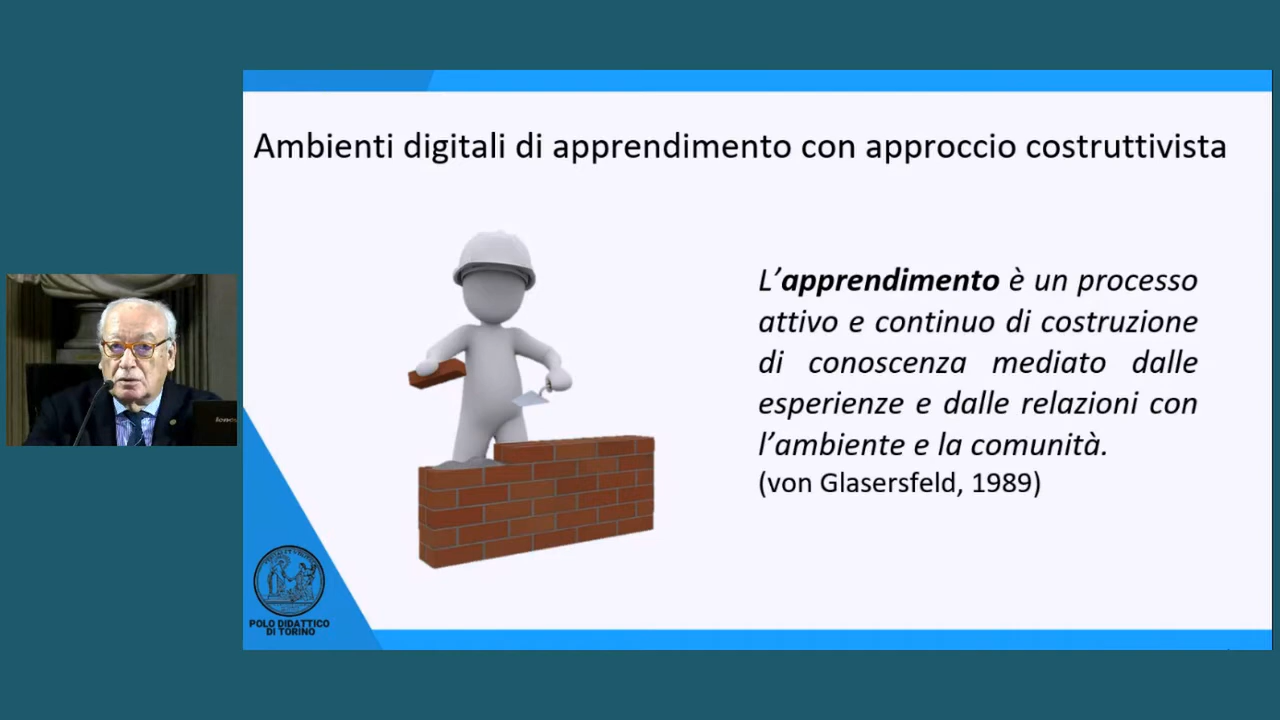 Ambienti digitali di apprendimento con approccio costruttivista
L'apprendimento è un processo
attivo e continuo di costruzione
di conoscenza mediato dalle
esperienze e dalle relazioni con
l'ambiente e la comunità.
(von Glasersfeld, 1989)
POLO DIDATTICO
DI TORINO